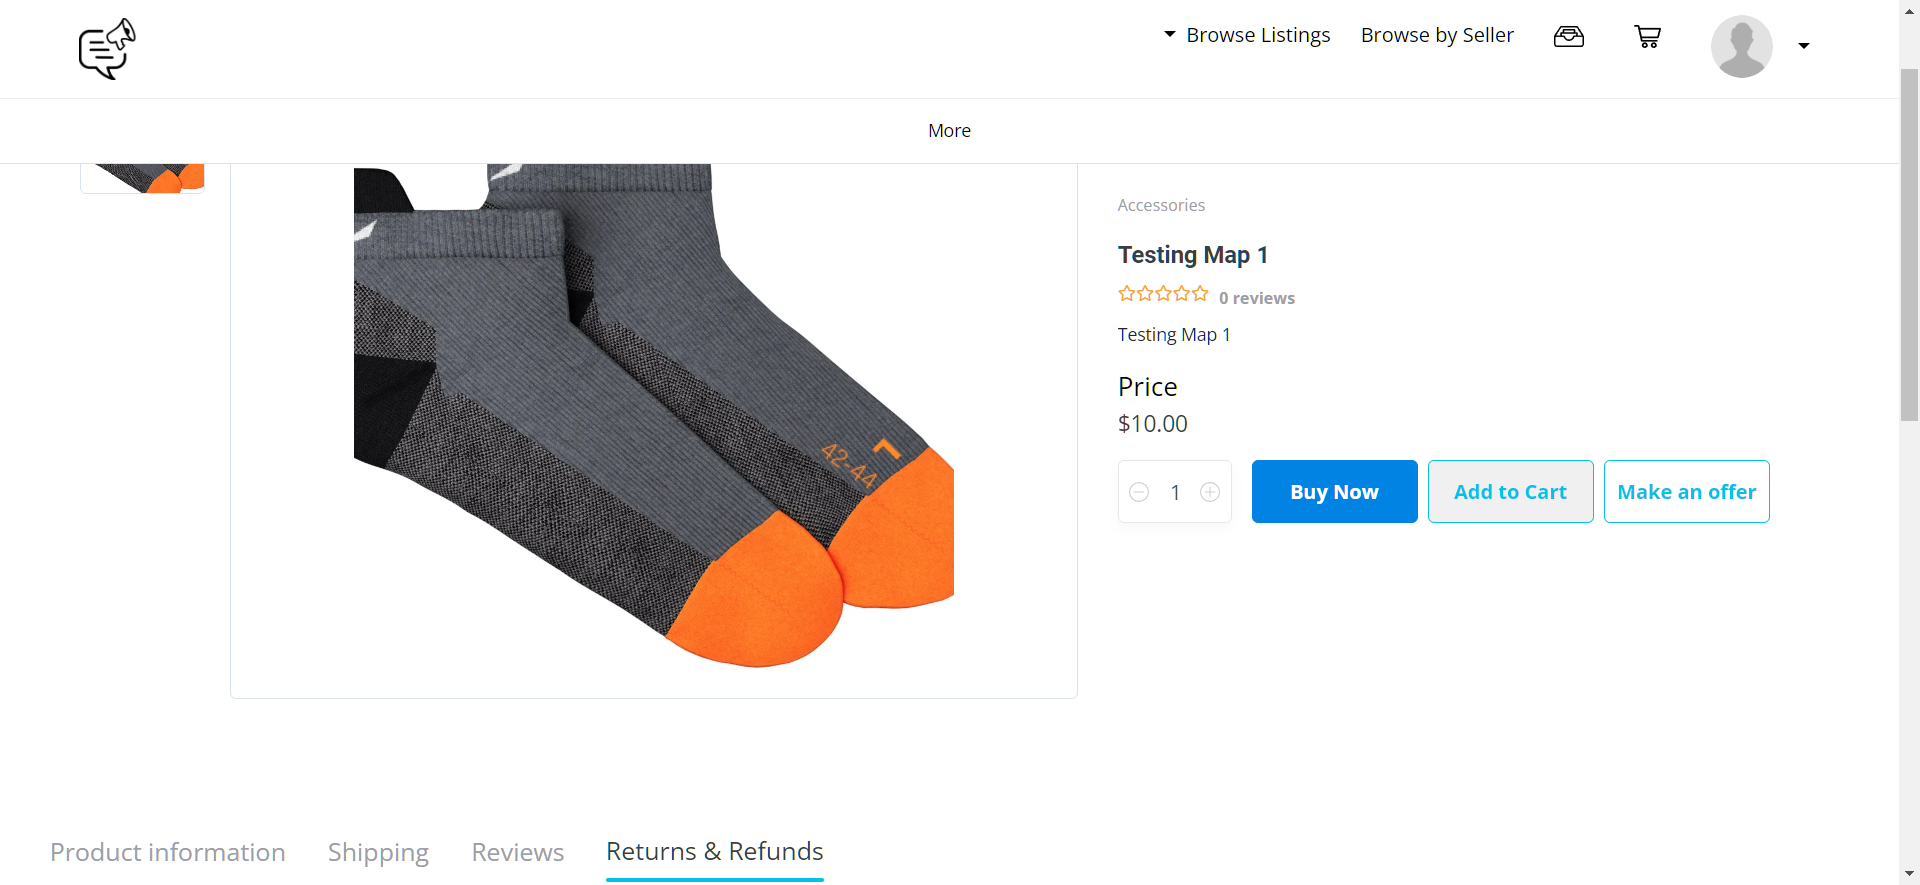 Browse Listings
Browse by Seller
More
Accessories
Testing Map 1
0 reviews
Testing Map 1
Price
$10.00
1
Buy Now
Add to Cart
Make an offer
42-44
Product information
Shipping
Reviews
Returns & Refunds